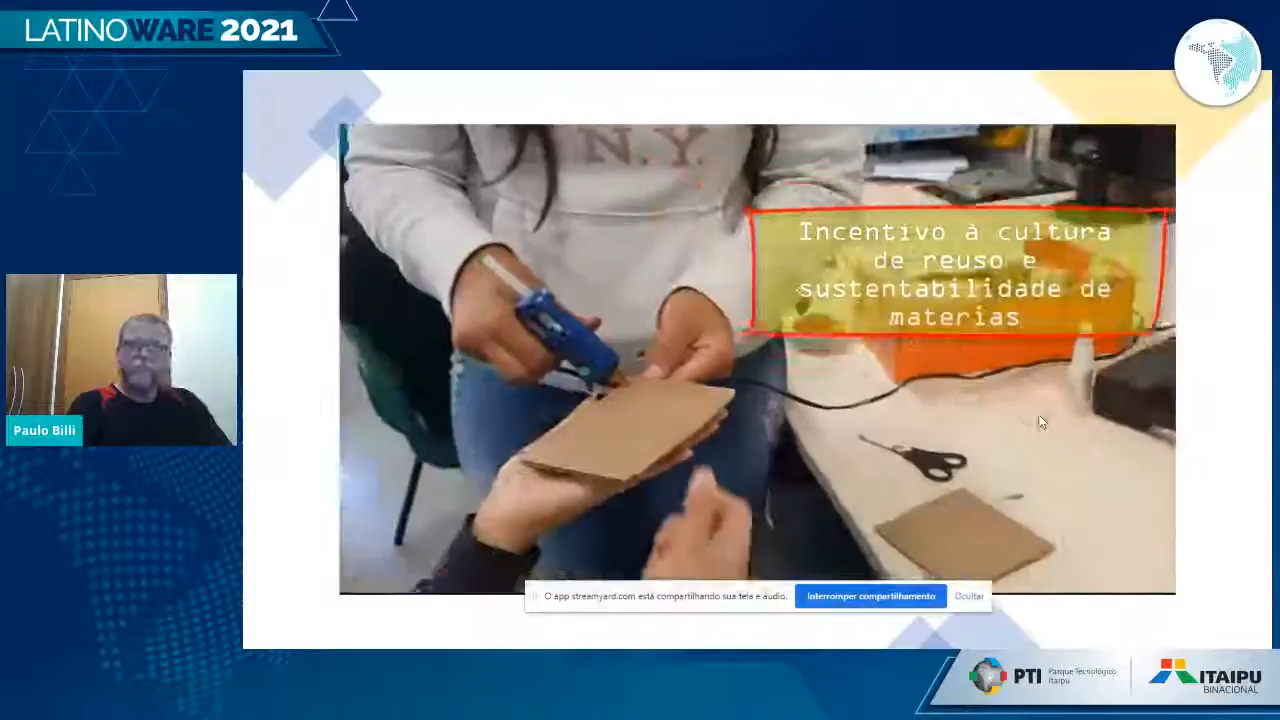 LATINOWARE 2021
N.Y.
Incentivo à cultura
de reuso e
sustentabilidade de
materias
Paulo Billi
O app streamyard.com está compartilhando sua tela e áudio.
Interromper compartilhamento
Ocultar
PTI
Parque Tecnológico
Itaipu
ITAIPU
BINACIONAL